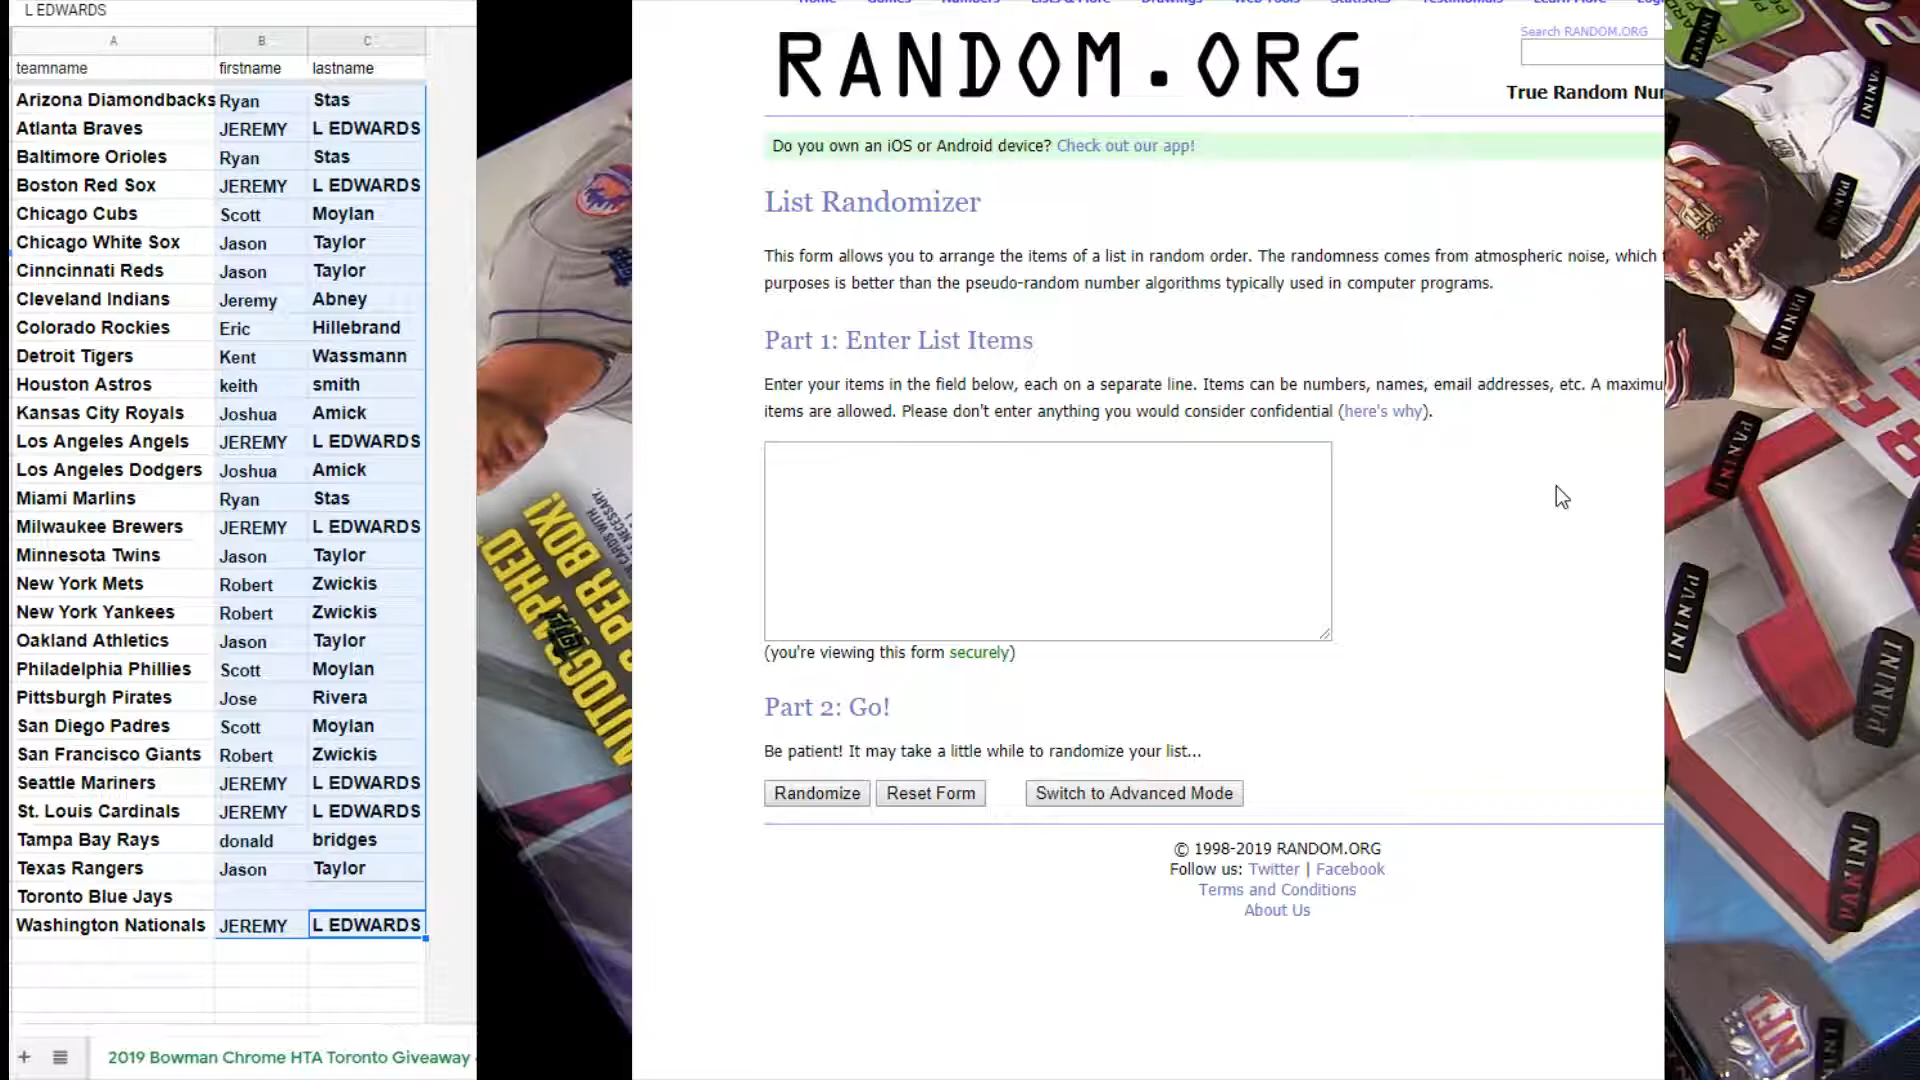 L EDWARDS
A B C
teamname firstname lastname
Arizona Diamondbacks Ryan Stas
Atlanta Braves JEREMY L EDWARDS
Baltimore Orioles Ryan Stas
Boston Red Sox JEREMY L EDWARDS
Chicago Cubs Scott Moylan
Chicago White Sox Jason Taylor
Cinncinnati Reds Jason Taylor
Cleveland Indians Jeremy Abney
Colorado Rockies Eric Hillebrand
Detroit Tigers Kent Wassmann
Houston Astros keith smith
Kansas City Royals Joshua Amick
Los Angeles Angels JEREMY L EDWARDS
Los Angeles Dodgers Joshua Amick
Miami Marlins Ryan Stas
Milwaukee Brewers JEREMY L EDWARDS
Minnesota Twins Jason Taylor
New York Mets Robert Zwickis
New York Yankees Robert Zwickis
Oakland Athletics Jason Taylor
Philadelphia Phillies Scott Moylan
Pittsburgh Pirates Jose Rivera
San Diego Padres Scott Moylan
San Francisco Giants Robert Zwickis
Seattle Mariners JEREMY L EDWARDS
St. Louis Cardinals JEREMY L EDWARDS
Tampa Bay Rays donald bridges
Texas Rangers Jason Taylor
Toronto Blue Jays
Washington Nationals JEREMY L EDWARDS
2019 Bowman Chrome HTA Toronto Giveaway
PER BOX!
RANDOM.ORG
Search RANDOM.ORG
True Random Nu
Do you own an iOS or Android device? Check out our app!
List Randomizer
This form allows you to arrange the items of a list in random order. The randomness comes from atmospheric noise, which
purposes is better than the pseudo-random number algorithms typically used in computer programs.
Part 1: Enter List Items
Enter your items in the field below, each on a separate line. Items can be numbers, names, email addresses, etc. A maximu
items are allowed. Please don't enter anything you would consider confidential (here's why).
(you're viewing this form securely)
Part 2: Go!
Be patient! It may take a little while to randomize your list...
Randomize Reset Form Switch to Advanced Mode
© 1998-2019 RANDOM.ORG
Follow us: Twitter | Facebook
Terms and Conditions
About Us
PANINI
PANINI
PANINI
PANINI
PANINI
PANINI
PANINI
PANINI
NFL